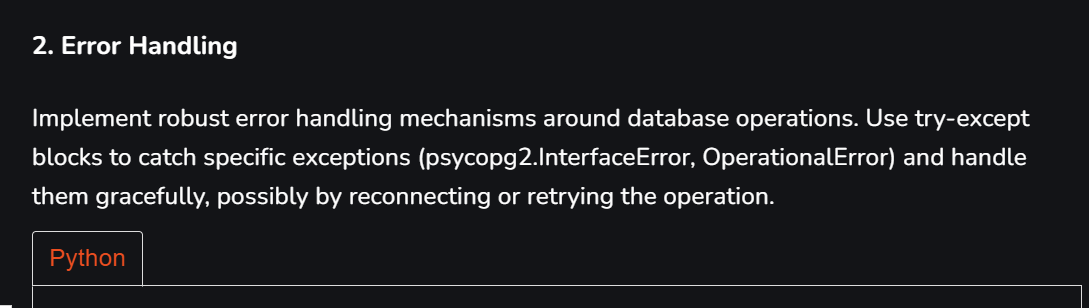 2. Error Handling
Implement robust error handling mechanisms around database operations. Use try-except
blocks to catch specific exceptions (psycopg2.InterfaceError, OperationalError) and handle
them gracefully, possibly by reconnecting or retrying the operation.
Python